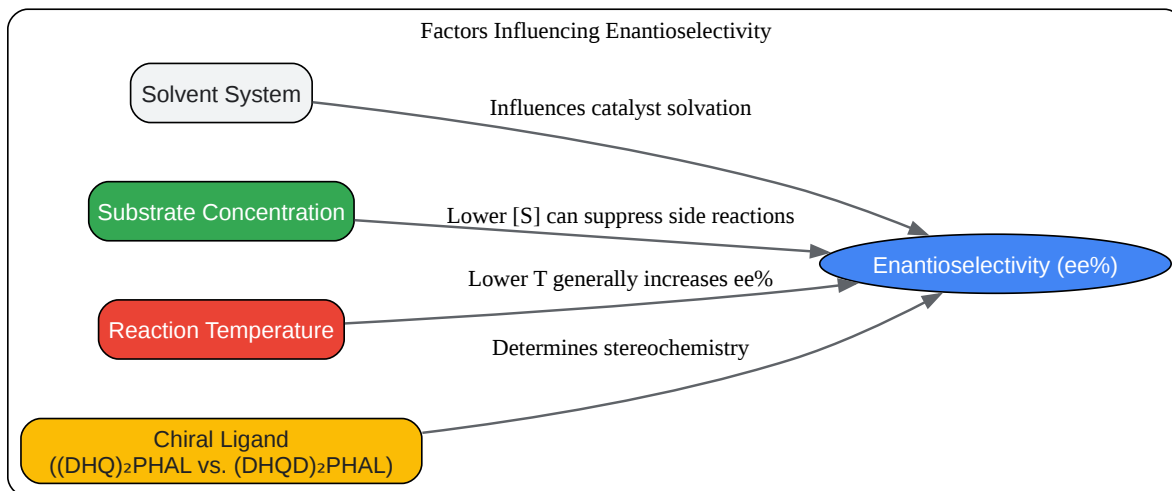 Factors Influencing Enantioselectivity
Solvent System
Influences catalyst solvation
Substrate Concentration
Lower [S] can suppress side reactions
Enantioselectivity (ee%)
Lower T generally increases ee%
Reaction Temperature
Determines stereochemistry
Chiral Ligand
((DHQ)₂PHAL vs. (DHQD)₂PHAL)